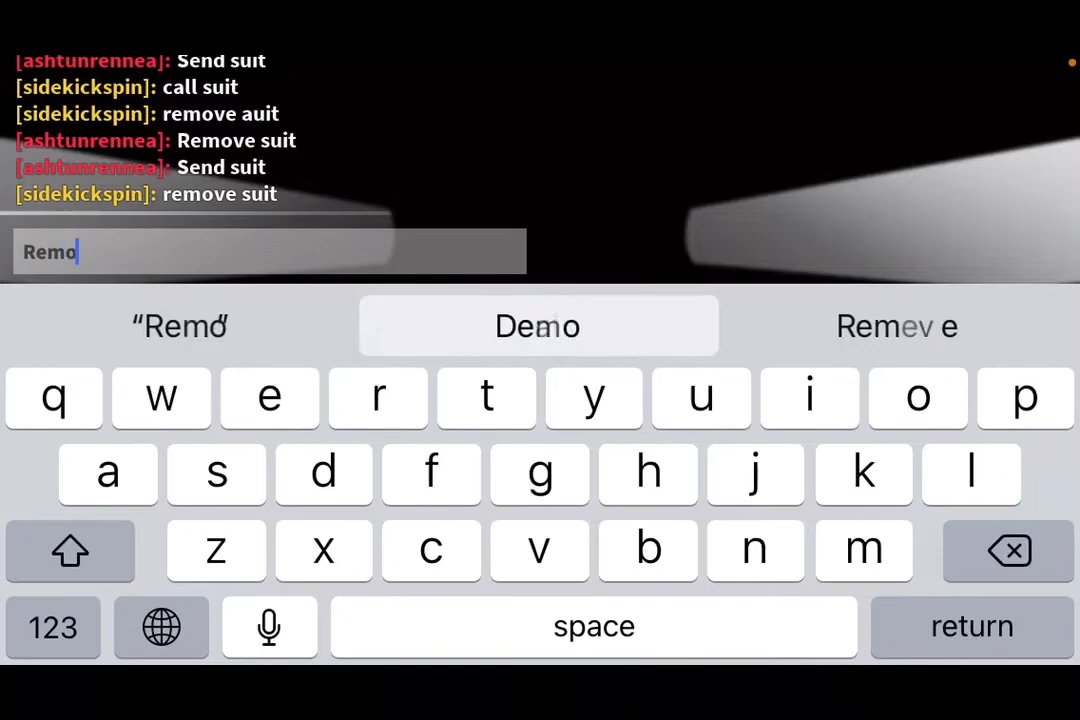 [ashtunrennea]: Send suit
[sidekickspin]: call suit
[sidekickspin]: remove auit
[ashtunrennea]: Remove suit
[ashtunrennea]: Send suit
[sidekickspin]: remove suit
Remo
“Remo”
q w e r t y u i o p
a s d f g h j k l
z x c v b n m
123 space return